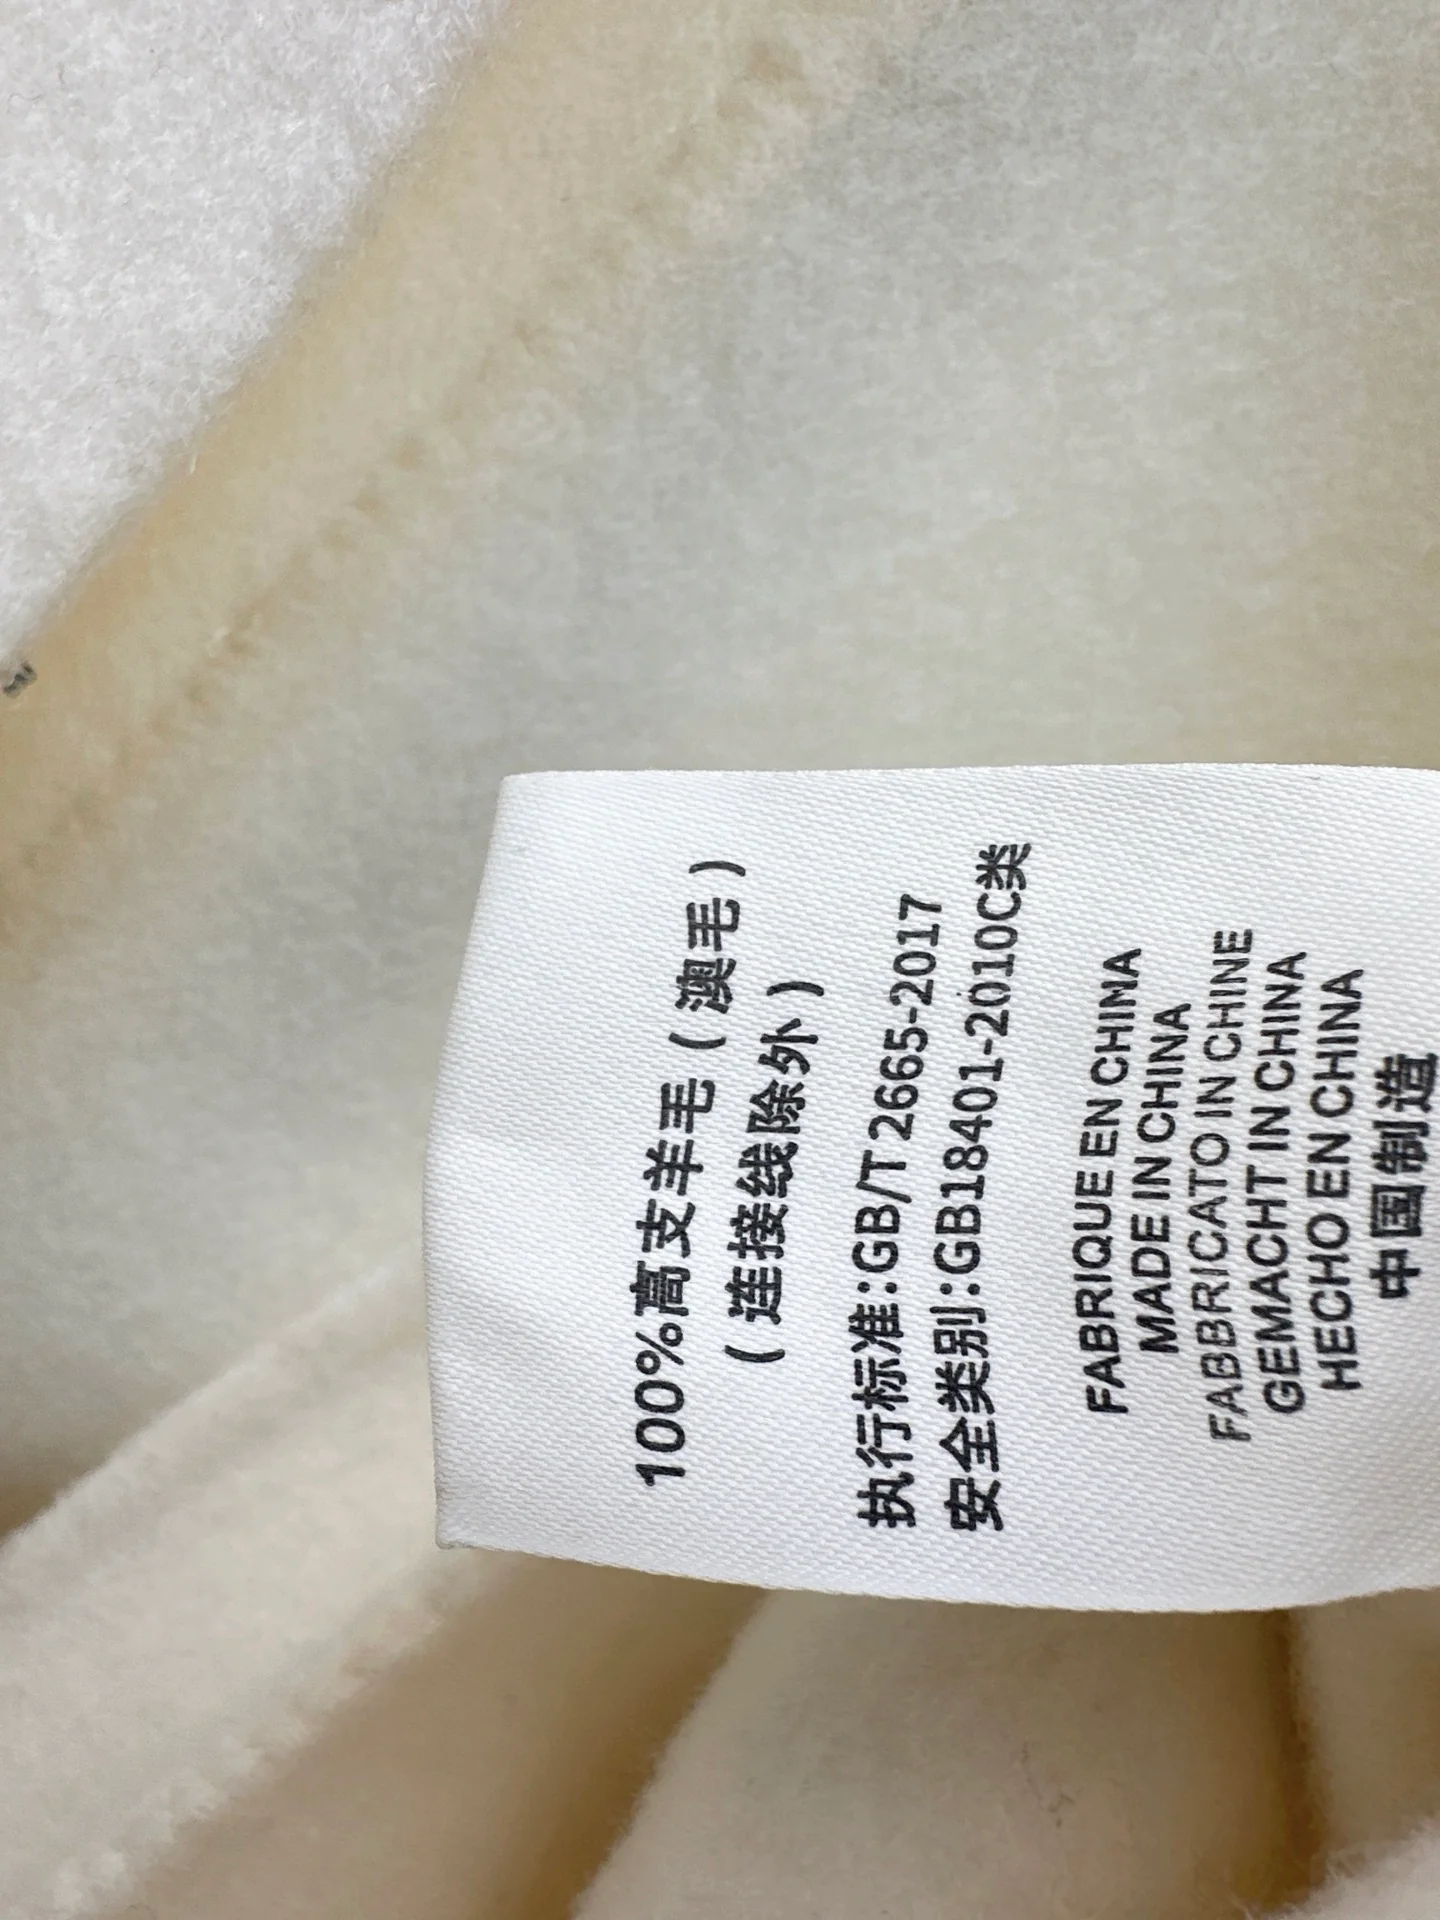 100%高支羊毛(澳毛)
(连接线除外)
执行标准:GB/T2665-2017
安全类别:GB18401-2010C类
FABRIQUE EN CHIMA
MADE IN CHINA
FABBRICATO IN CHINE
GEMACHT IN CHINA
HECHO EN CHINA
中国制造